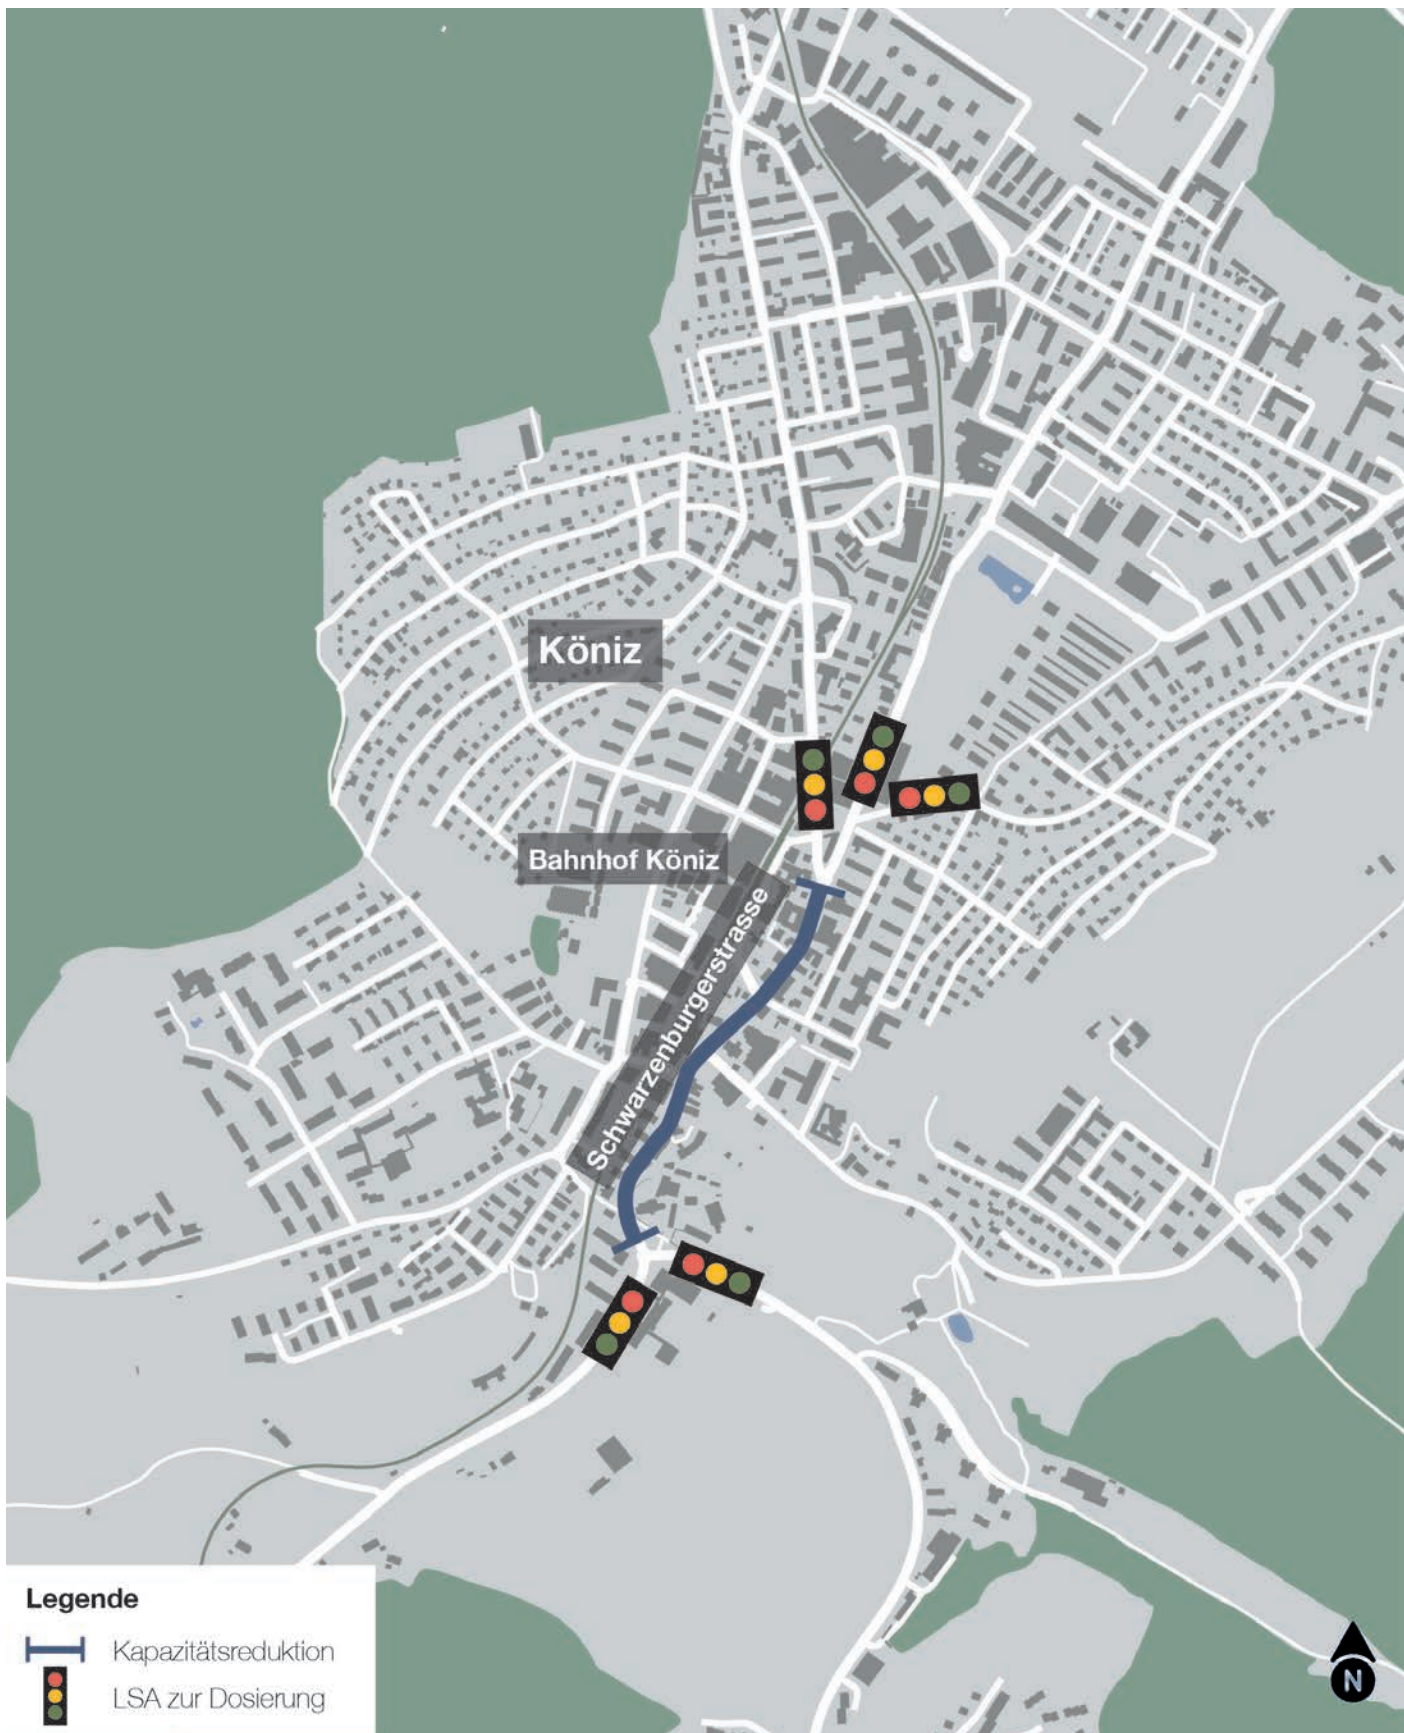 Köniz
Bahnhof Köniz
Schwarzenburgerstrasse
Legende
Kapazitätsreduktion
LSA zur Dosierung
N